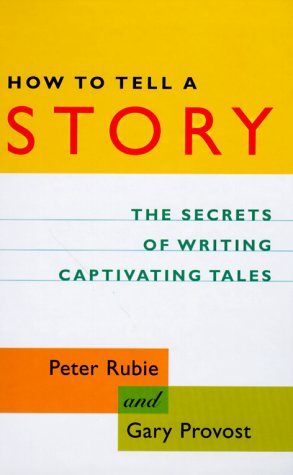 HOW TO TELL A
STORY
THE SECRETS
OF WRITING
CAPTIVATING TALES
Peter Rubie
and
Gary Provost